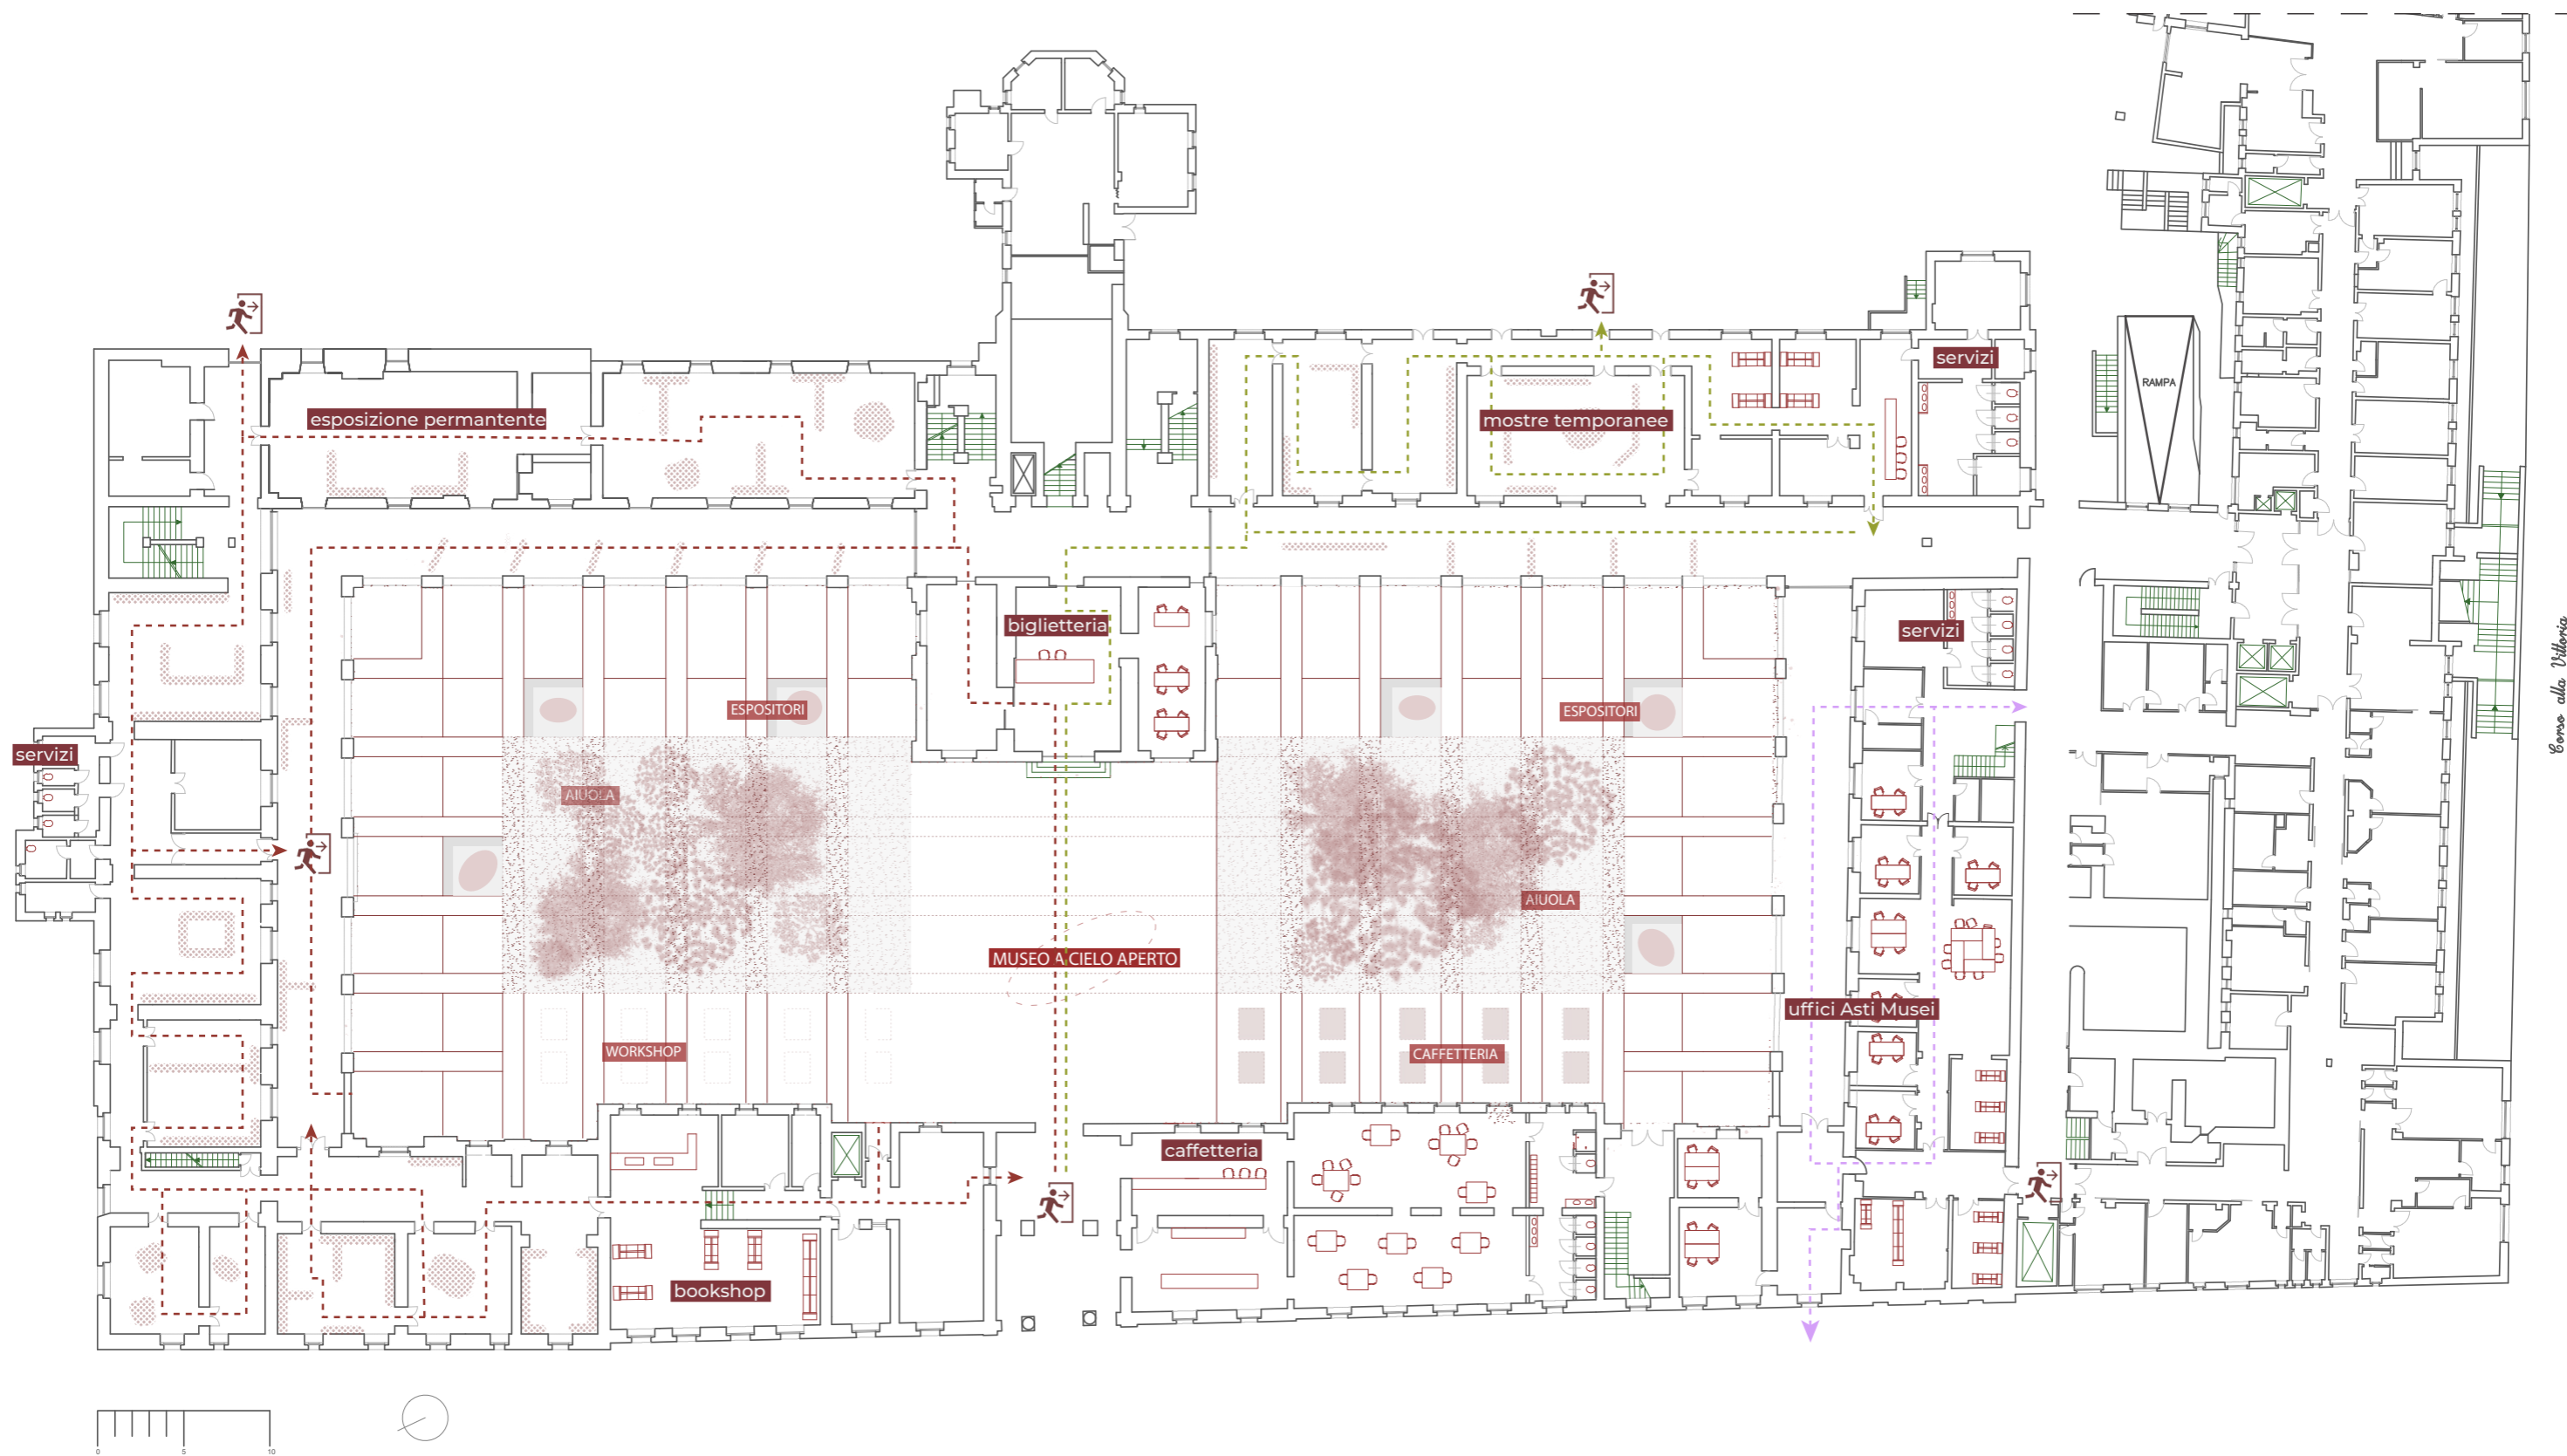 RAMPA
servizi
esposizione permantente
mostre temporanee
biglietteria
servizi
Corso alla Vittoria
ESPOSITORI
ESPOSITORI
servizi
AIUOLA
AIUOLA
MUSEO A CIELO APERTO
uffici Asti Musei
WORKSHOP
CAFFETTERIA
caffetteria
bookshop
0 5 10